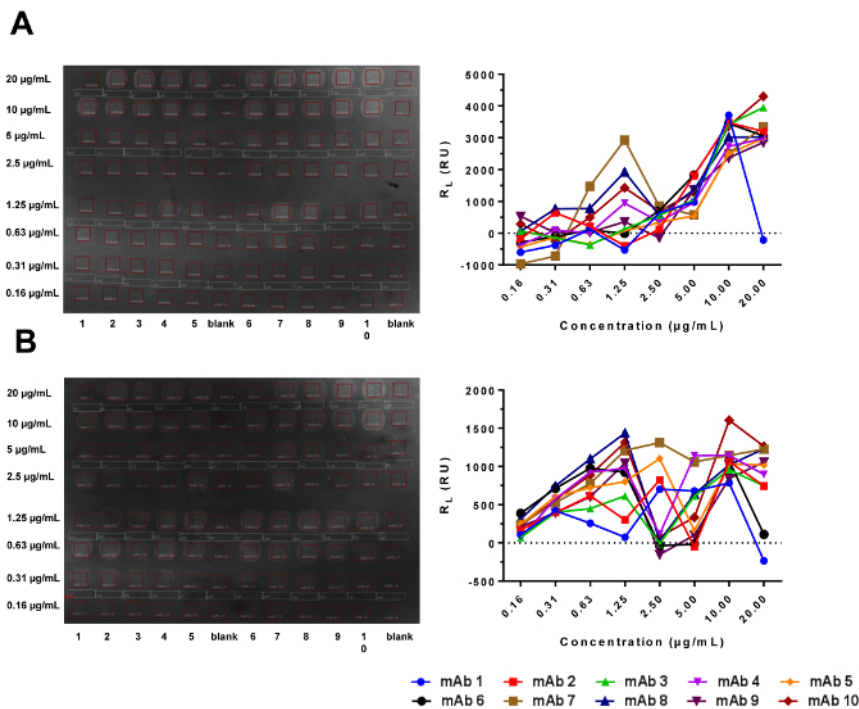 A
20 µg/mL
10 µg/mL
5 µg/mL
2.5 µg/mL
1.25 µg/mL
0.63 µg/mL
0.31 µg/mL
0.16 µg/mL
1 2 3 4 5 blank 6 7 8 9 10 blank
R_L (RU)
5000
4000
3000
2000
1000
0
-1000
0.16 0.31 0.63 1.25 2.50 5.00 10.00 20.00
Concentration (µg/mL)
B
20 µg/mL
10 µg/mL
5 µg/mL
2.5 µg/mL
1.25 µg/mL
0.63 µg/mL
0.31 µg/mL
0.16 µg/mL
1 2 3 4 5 blank 6 7 8 9 10 blank
R_L (RU)
2000
1500
1000
500
0
-500
0.16 0.31 0.63 1.25 2.50 5.00 10.00 20.00
Concentration (µg/mL)
mAb 1 mAb 2 mAb 3 mAb 4 mAb 5
mAb 6 mAb 7 mAb 8 mAb 9 mAb 10